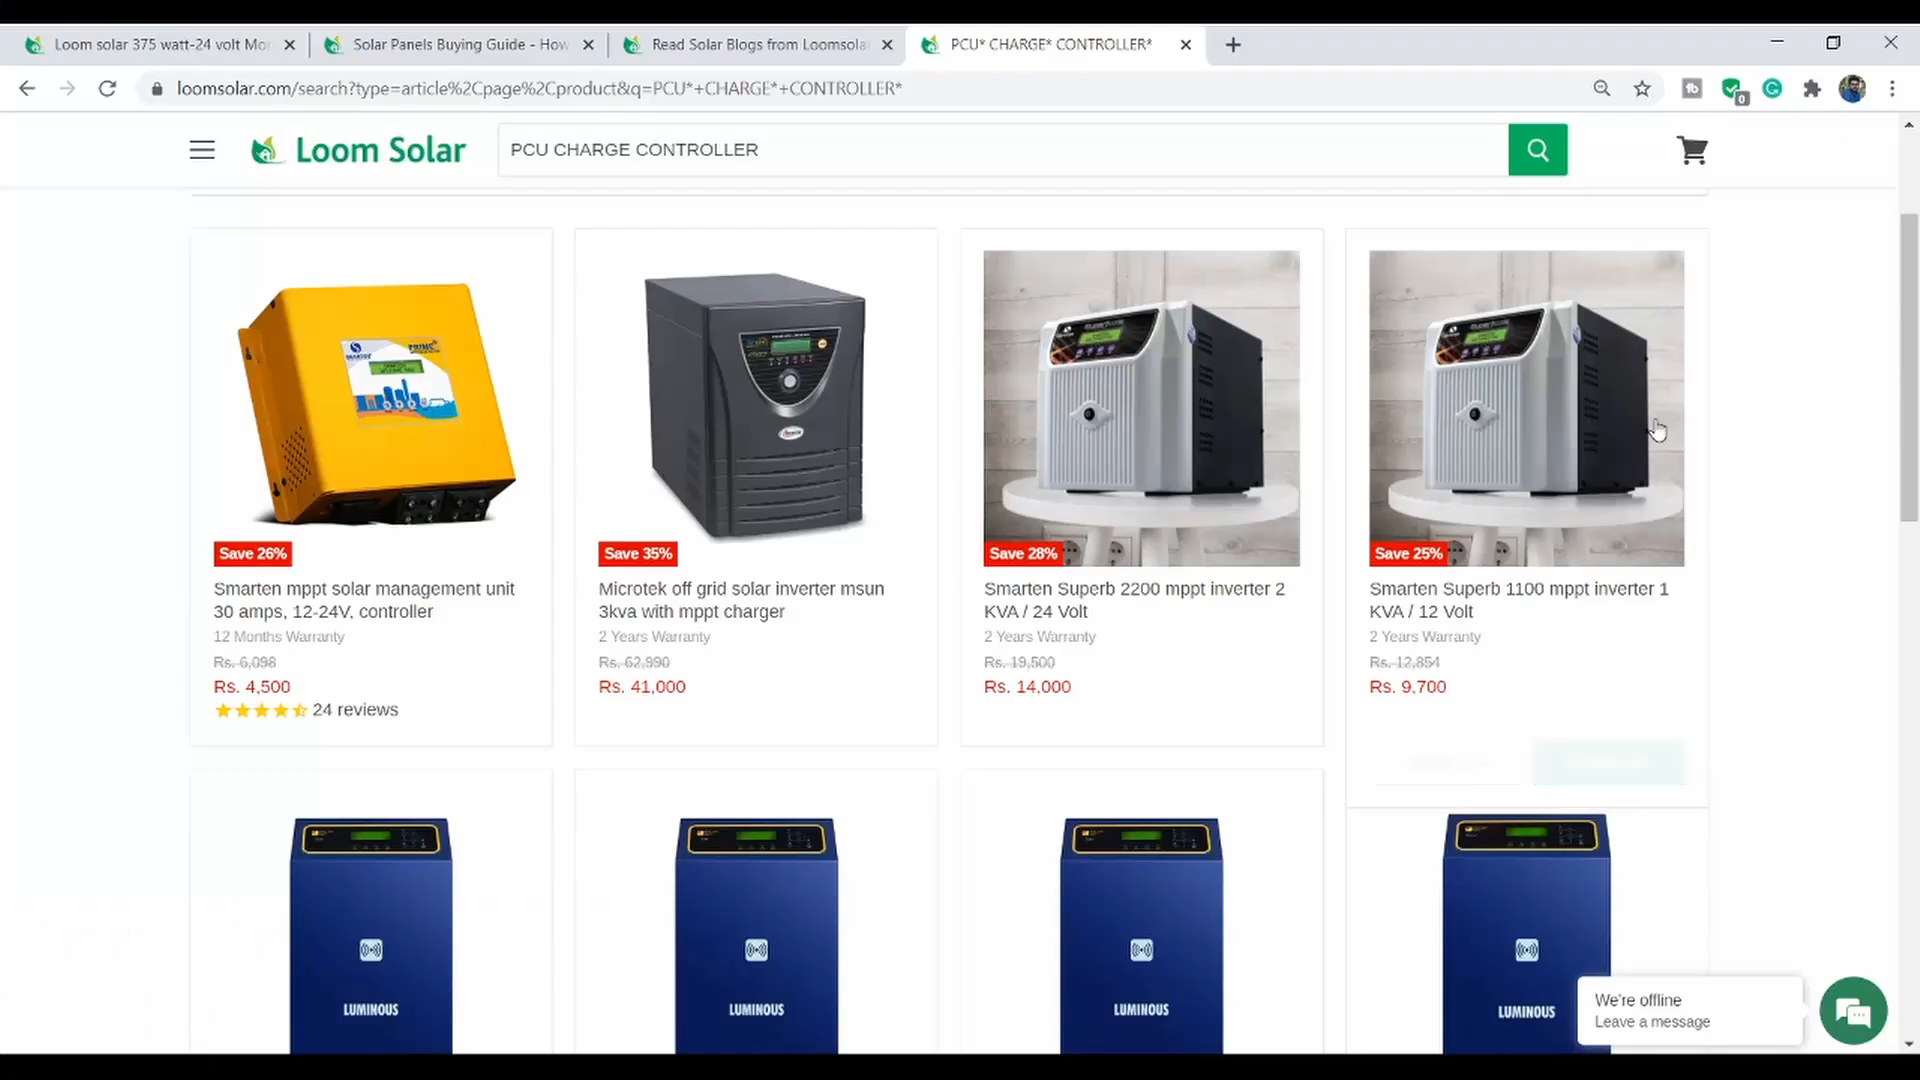 Loom solar 375 watt-24 volt Mor
Solar Panels Buying Guide - How
Read Solar Blogs from Loomsola
PCU* CHARGE* CONTROLLER*
loomsolar.com/search?type=article%2Cpage%2Cproduct&q=PCU*+CHARGE*+CONTROLLER*
0
Loom Solar
PCU CHARGE CONTROLLER
Save 26%
Smarten mppt solar management unit
30 amps, 12-24V, controller
12 Months Warranty
Rs. 6,098
Rs. 4,500
24 reviews
Save 35%
Microtek off grid solar inverter msun
3kva with mppt charger
2 Years Warranty
Rs. 62,990
Rs. 41,000
Save 28%
Smarten Superb 2200 mppt inverter 2
KVA / 24 Volt
2 Years Warranty
Rs. 19,500
Rs. 14,000
Save 25%
Smarten Superb 1100 mppt inverter 1
KVA / 12 Volt
2 Years Warranty
Rs. 12,854
Rs. 9,700
LUMINOUS
LUMINOUS
LUMINOUS
LUMINOUS
We're offline
Leave a message